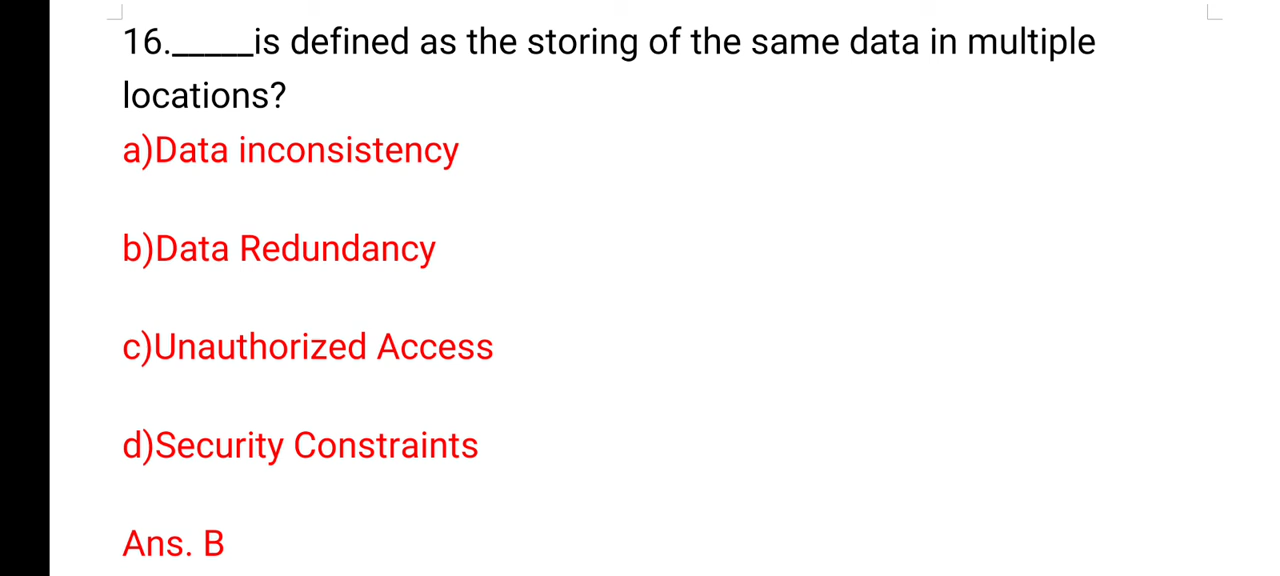 16._____is defined as the storing of the same data in multiple
locations?
a)Data inconsistency
b)Data Redundancy
c)Unauthorized Access
d)Security Constraints
Ans. B